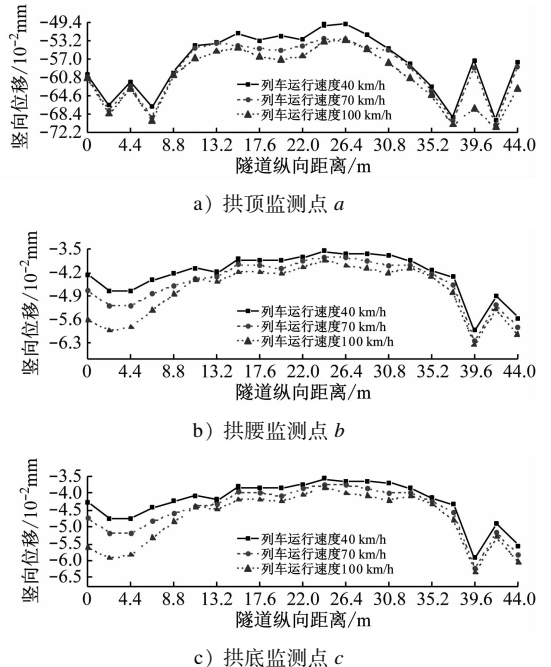 竖向位移/10⁻²mm
-49.4
-53.2
-57.0
-60.8
-64.6
-68.4
-72.2
列车运行速度40 km/h
列车运行速度70 km/h
列车运行速度100 km/h
0 4.4 8.8 13.2 17.6 22.0 26.4 30.8 35.2 39.6 44.0
隧道纵向距离/m
a）拱顶监测点 a
竖向位移/10⁻²mm
-3.5
-4.2
-4.9
-5.6
-6.3
列车运行速度40 km/h
列车运行速度70 km/h
列车运行速度100 km/h
0 4.4 8.8 13.2 17.6 22.0 26.4 30.8 35.2 39.6 44.0
隧道纵向距离/m
b）拱腰监测点 b
竖向位移/10⁻²mm
-3.5
-4.0
-5.0
-5.5
-6.0
-6.5
列车运行速度40 km/h
列车运行速度70 km/h
列车运行速度100 km/h
0 4.4 8.8 13.2 17.6 22.0 26.4 30.8 35.2 39.6 44.0
隧道纵向距离/m
c）拱底监测点 c